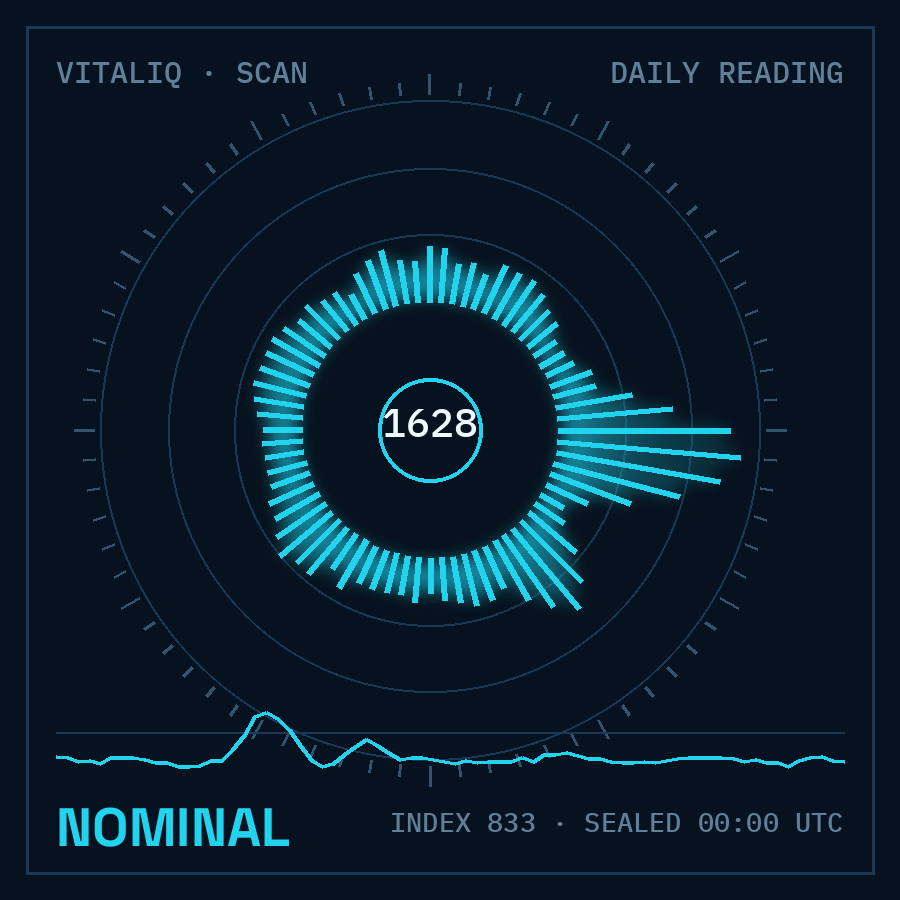 VITALIQ · SCAN
DAILY READING
1628
NOMINAL
INDEX 833 · SEALED 00:00 UTC